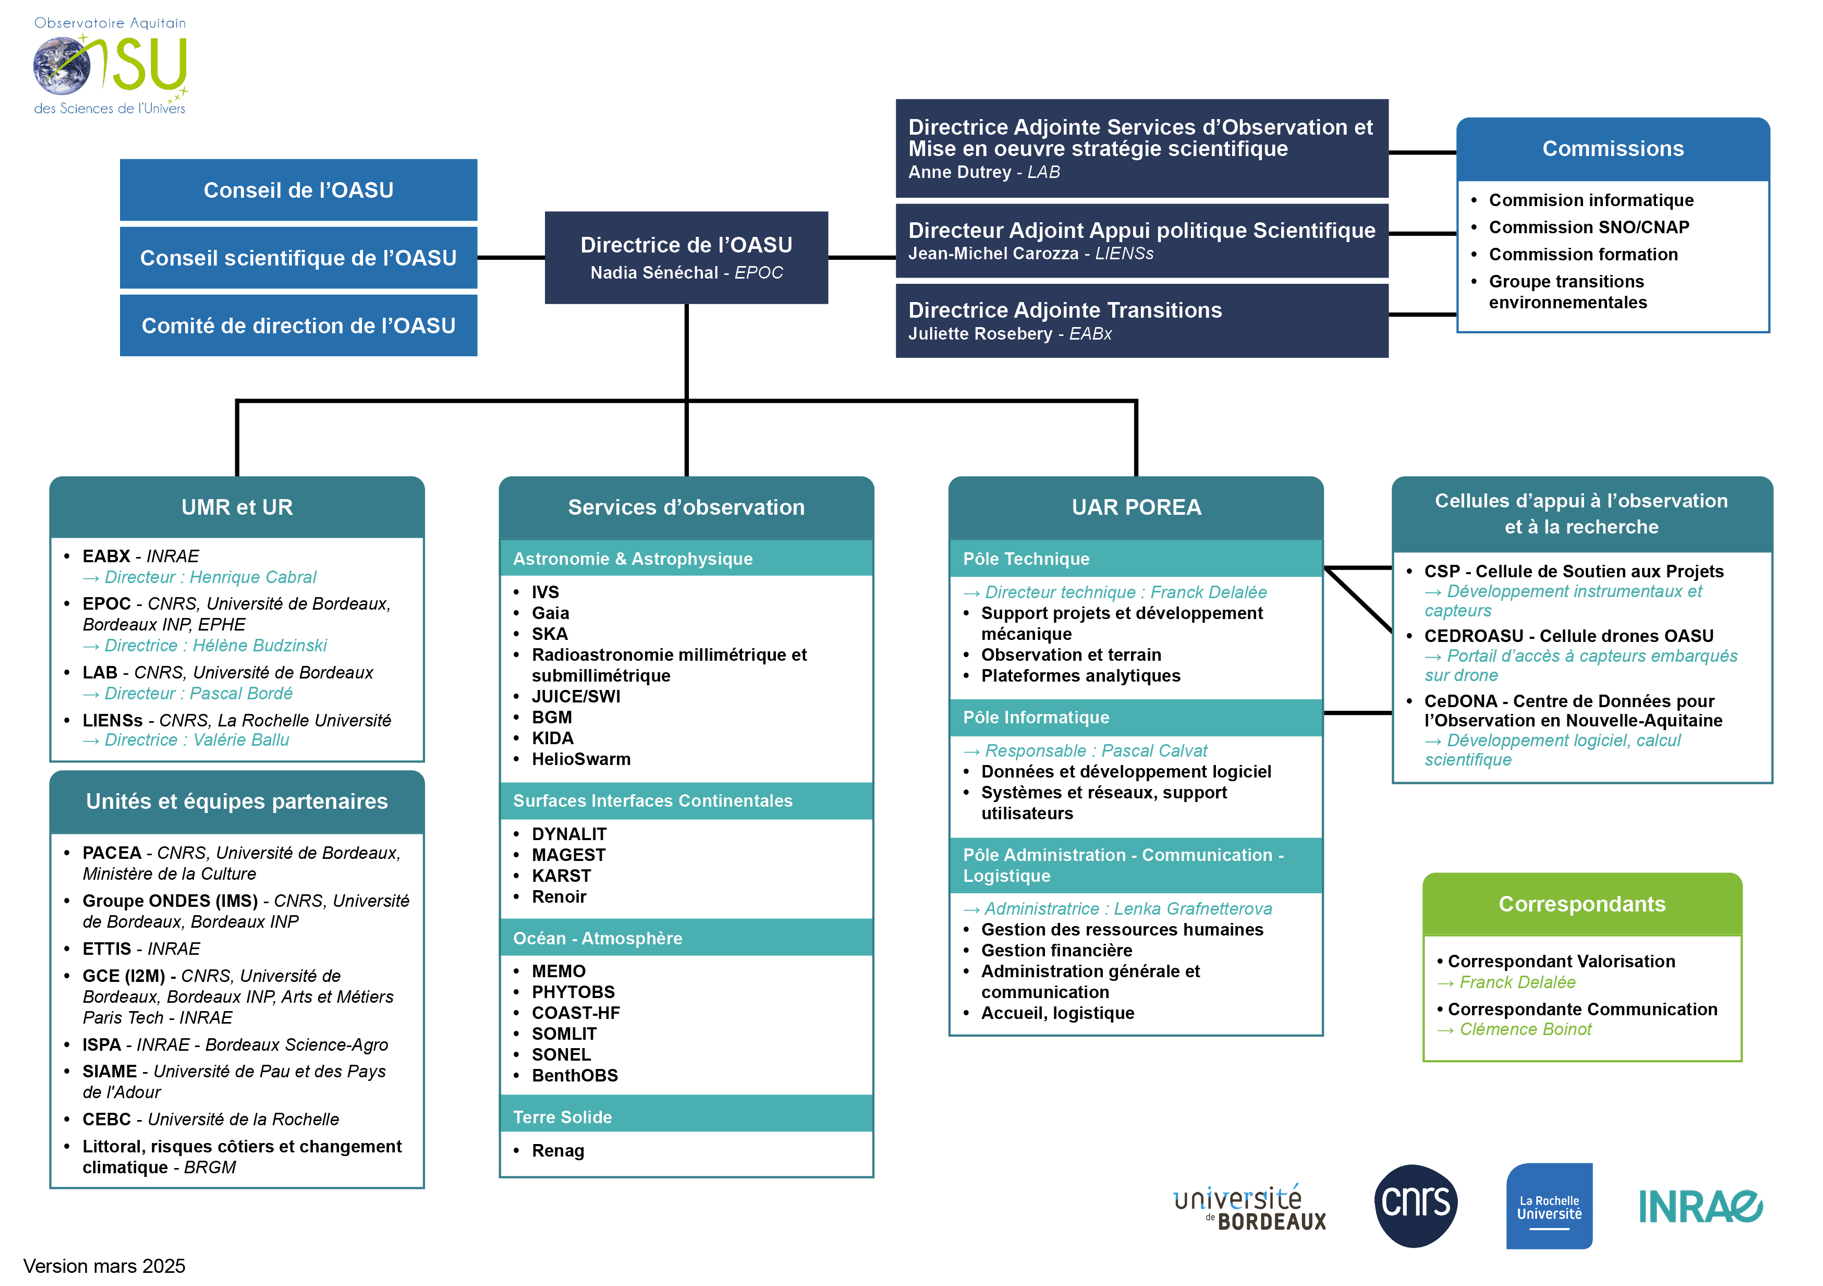 Observatoire Aquitain
OASU
des Sciences de l'Univers
Conseil de l'OASU
Conseil scientifique de l'OASU
Comité de direction de l'OASU
Directrice de l'OASU
Nadia Sénéchal - EPOC
Directrice Adjointe Services d'Observation et
Mise en oeuvre stratégie scientifique
Anne Dutrey - LAB
Directeur Adjoint Appui politique Scientifique
Jean-Michel Carozza - LIENSs
Directrice Adjointe Transitions
Juliette Rosebery - EABx
Commissions
• Commision informatique
• Commission SNO/CNAP
• Commission formation
• Groupe transitions
environnementales
UMR et UR
• EABX - INRAE
→ Directeur : Henrique Cabral
• EPOC - CNRS, Université de Bordeaux,
Bordeaux INP, EPHE
→ Directrice : Hélène Budzinski
• LAB - CNRS, Université de Bordeaux
→ Directeur : Pascal Bordé
• LIENSs - CNRS, La Rochelle Université
→ Directrice : Valérie Ballu
Unités et équipes partenaires
• PACEA - CNRS, Université de Bordeaux,
Ministère de la Culture
• Groupe ONDES (IMS) - CNRS, Université
de Bordeaux, Bordeaux INP
• ETTIS - INRAE
• GCE (I2M) - CNRS, Université de
Bordeaux, Bordeaux INP, Arts et Métiers
Paris Tech - INRAE
• ISPA - INRAE - Bordeaux Science-Agro
• SIAME - Université de Pau et des Pays
de l'Adour
• CEBC - Université de la Rochelle
• Littoral, risques côtiers et changement
climatique - BRGM
Services d'observation
Astronomie & Astrophysique
• IVS
• Gaia
• SKA
• Radioastronomie millimétrique et
submillimétrique
• JUICE/SWI
• BGM
• KIDA
• HelioSwarm
Surfaces Interfaces Continentales
• DYNALIT
• MAGEST
• KARST
• Renoir
Océan - Atmosphère
• MEMO
• PHYTOBS
• COAST-HF
• SOMLIT
• SONEL
• BenthOBS
Terre Solide
• Renag
UAR POREA
Pôle Technique
→ Directeur technique : Franck Delalée
• Support projets et développement
mécanique
• Observation et terrain
• Plateformes analytiques
Pôle Informatique
→ Responsable : Pascal Calvat
• Données et développement logiciel
• Systèmes et réseaux, support
utilisateurs
Pôle Administration - Communication -
Logistique
→ Administratrice : Lenka Grafnetterova
• Gestion des ressources humaines
• Gestion financière
• Administration générale et
communication
• Accueil, logistique
Cellules d'appui à l'observation
et à la recherche
• CSP - Cellule de Soutien aux Projets
→ Développement instrumentaux et
capteurs
• CEDROASU - Cellule drones OASU
→ Portail d'accès à capteurs embarqués
sur drone
• CeDONA - Centre de Données pour
l'Observation en Nouvelle-Aquitaine
→ Développement logiciel, calcul
scientifique
Correspondants
• Correspondant Valorisation
→ Franck Delalée
• Correspondante Communication
→ Clémence Boinot
université
de BORDEAUX
cnrs
La Rochelle
Université
INRAE
Version mars 2025